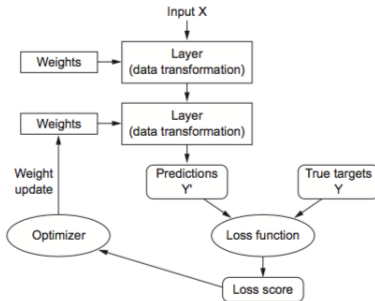 Input X
Layer
(data transformation)
Weights
Layer
(data transformation)
Weights
Weight
update
Predictions
Y'
True targets
Y
Optimizer
Loss function
Loss score